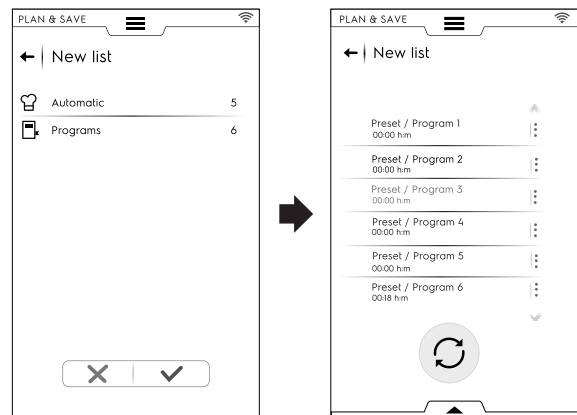 PLAN & SAVE
New list
Automatic 5
Programs 6
PLAN & SAVE
New list
Preset / Program 1
00:00 h:m
Preset / Program 2
00:00 h:m
Preset / Program 3
00:00 h:m
Preset / Program 4
00:00 h:m
Preset / Program 5
00:00 h:m
Preset / Program 6
00:18 h:m